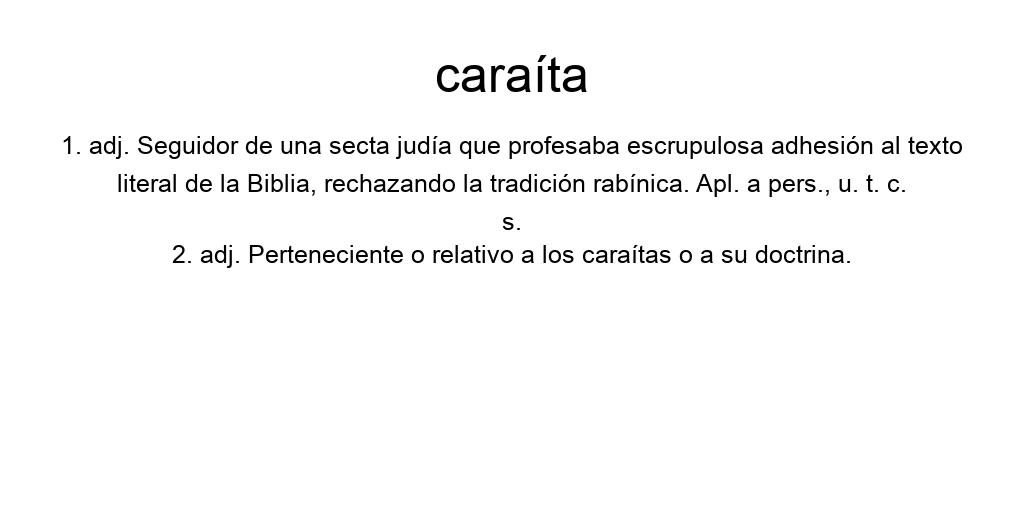 caraíta
1. adj. Seguidor de una secta judía que profesaba escrupulosa adhesión al texto
literal de la Biblia, rechazando la tradición rabínica. Apl. a pers., u. t. c.
s.
2. adj. Perteneciente o relativo a los caraítas o a su doctrina.